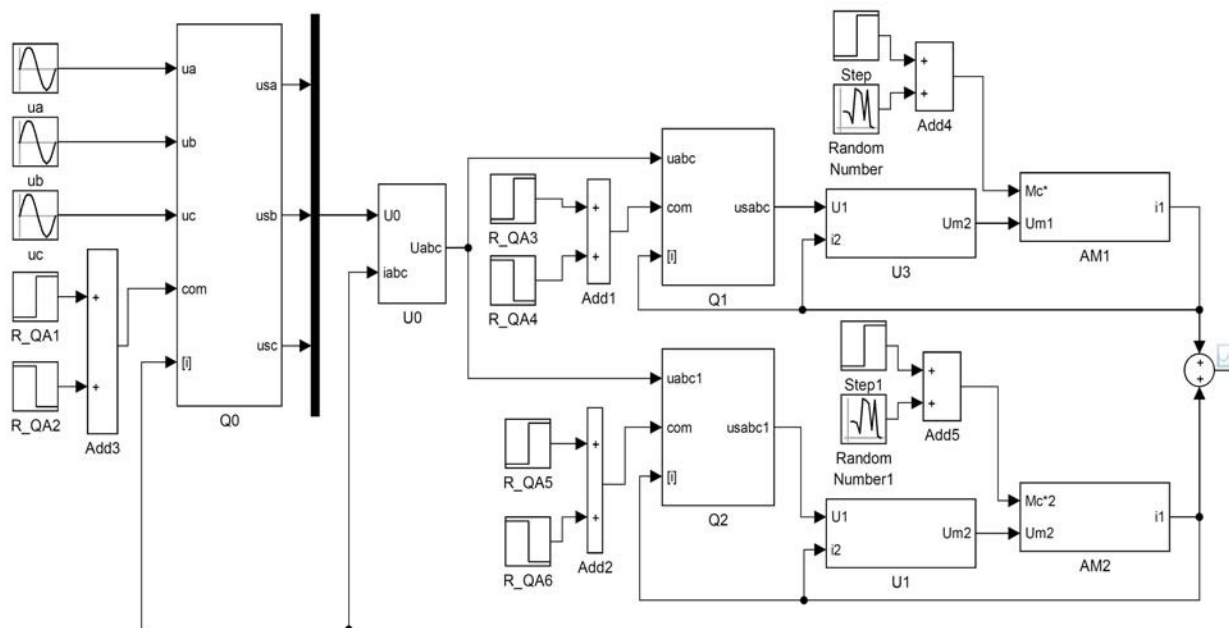 ua
ub
uc
R_QA1
R_QA2
+
+
Add3
ua
ub
uc
com
[i]
usa
usb
usc
Q0
U0
iabc
Uabc
U0
R_QA3
R_QA4
+
+
Add1
uabc
com
[i]
usabc
Q1
Step
Random
Number
+
+
Add4
U1
i2
Um2
U3
Mc*
Um1
i1
AM1
R_QA5
R_QA6
+
+
Add2
uabc1
com
[i]
usabc1
Q2
Step1
Random
Number1
+
+
Add5
U1
i2
Um2
U1
Mc*2
Um2
i1
AM2
+
+